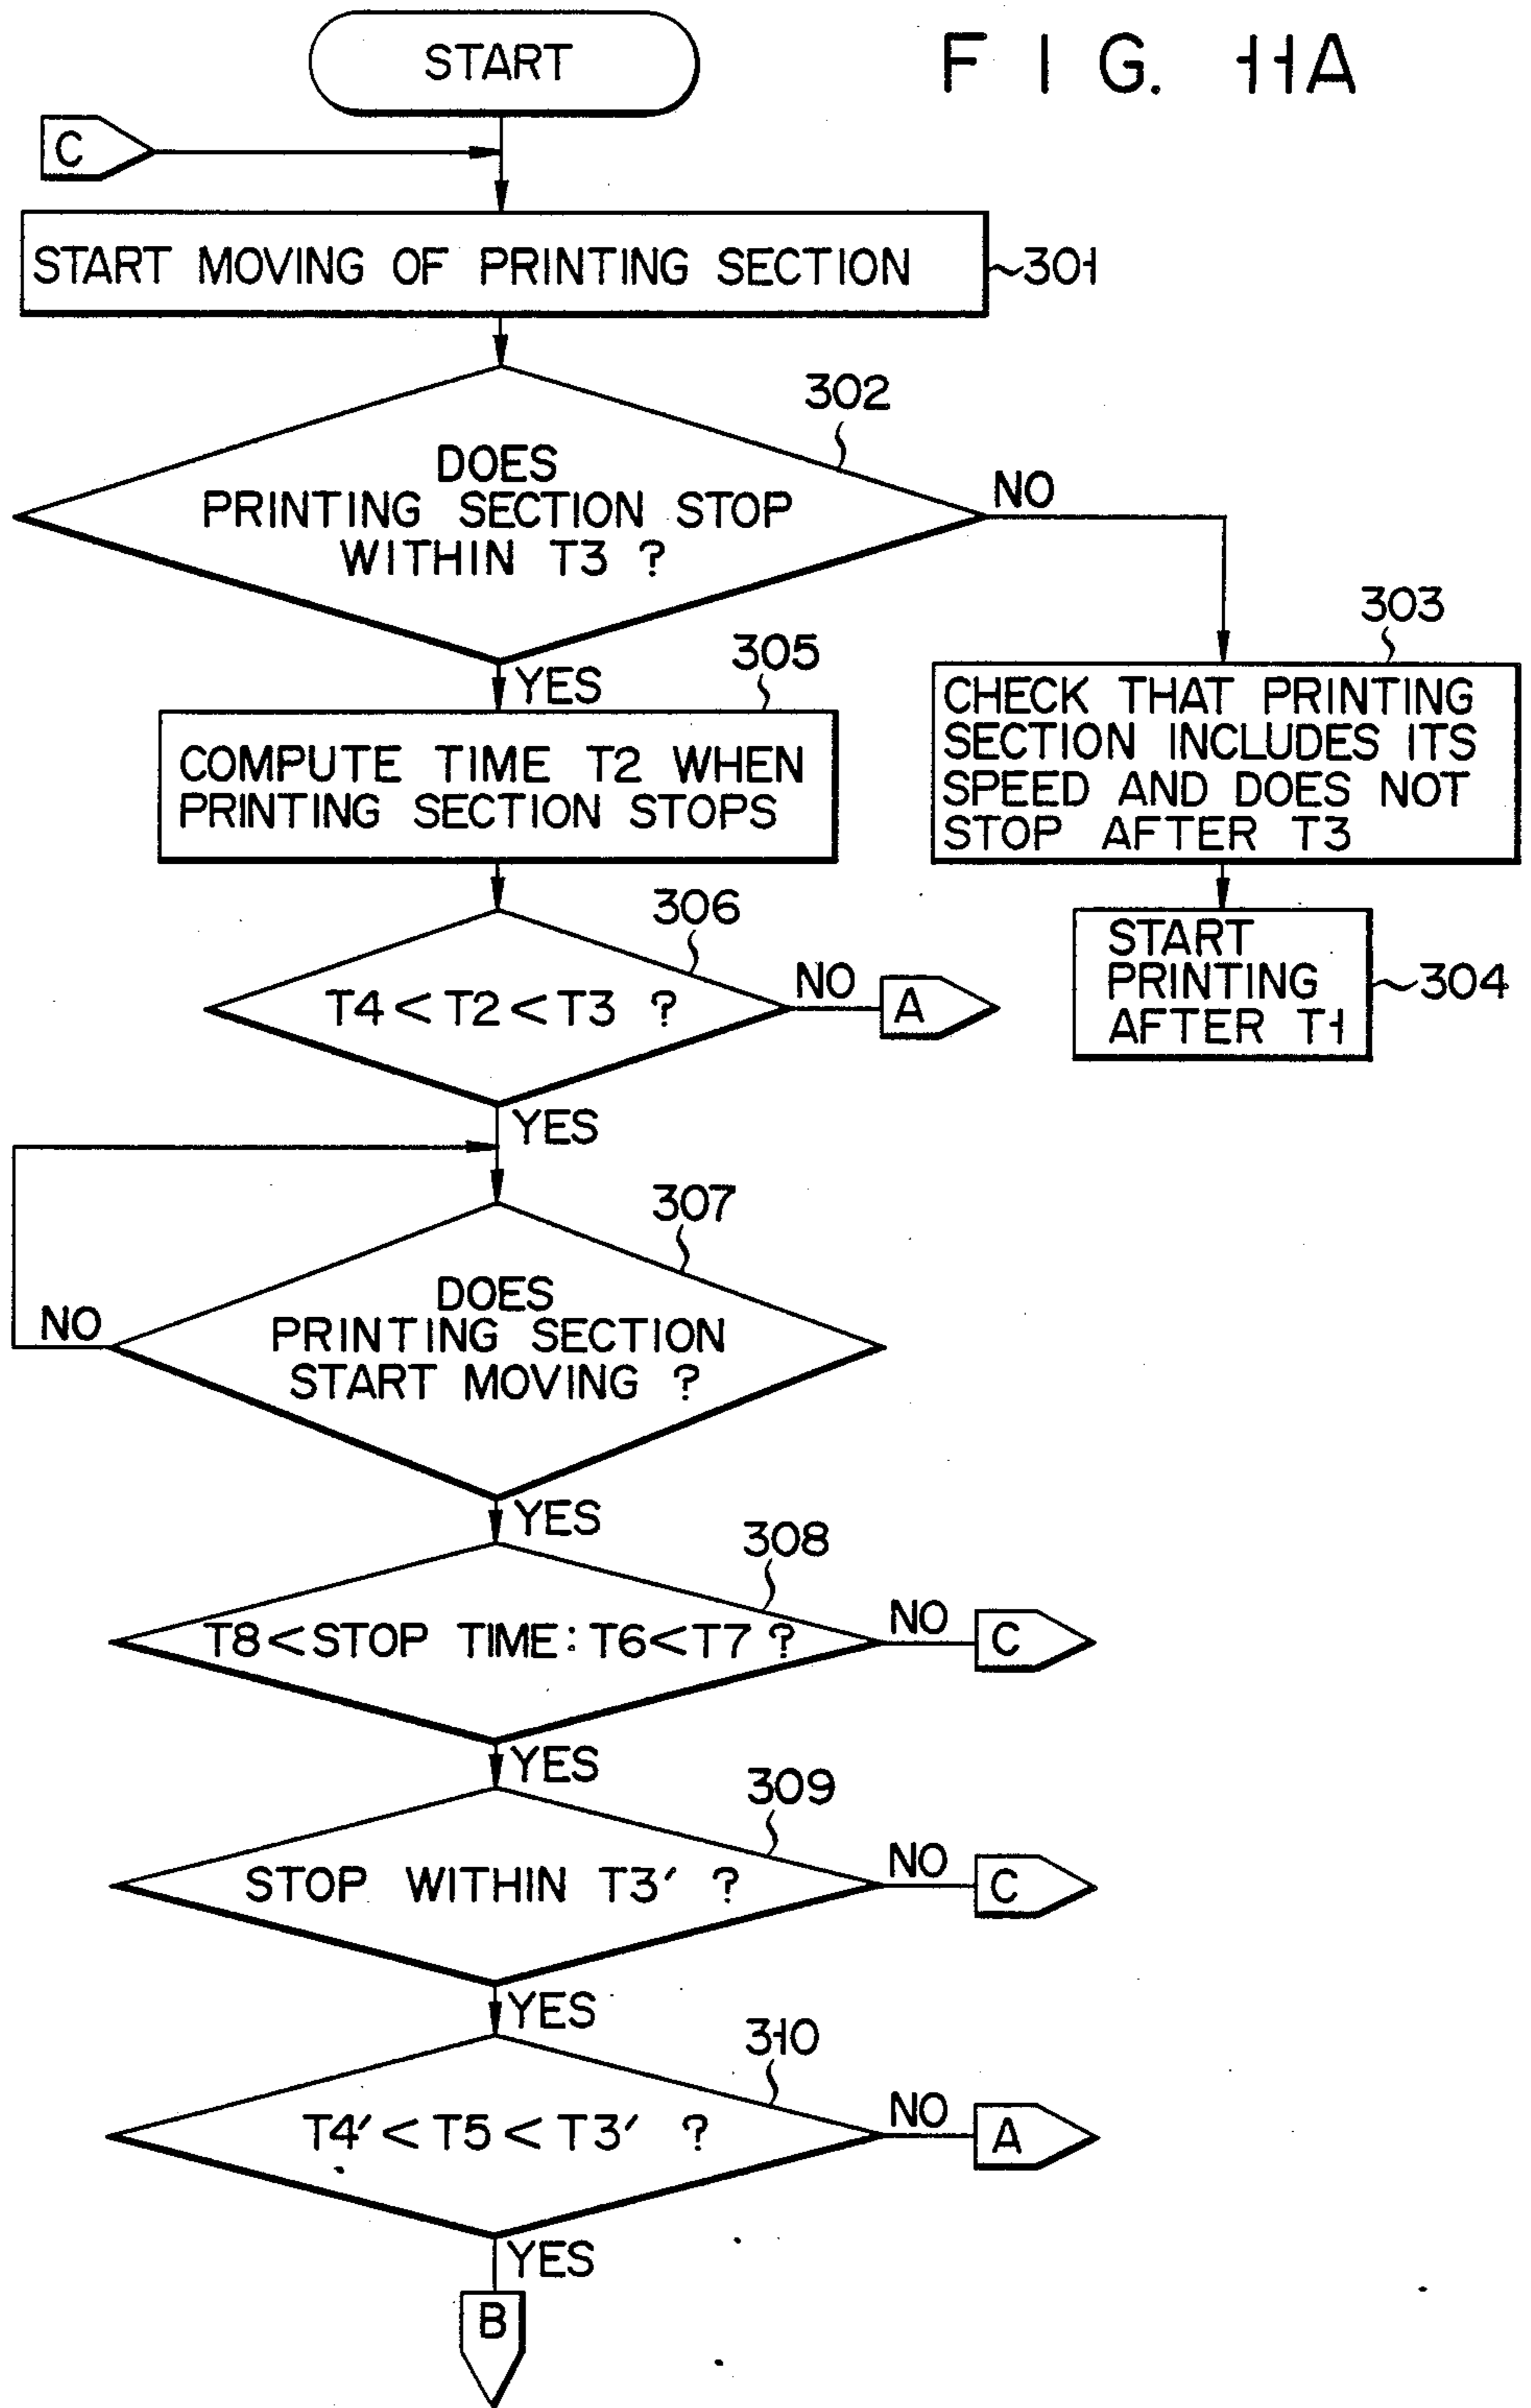 START
F I G. 11A
C
START MOVING OF PRINTING SECTION
301
302
DOES
PRINTING SECTION STOP
WITHIN T3 ?
NO
YES
303
CHECK THAT PRINTING
SECTION INCLUDES ITS
SPEED AND DOES NOT
STOP AFTER T3
305
COMPUTE TIME T2 WHEN
PRINTING SECTION STOPS
START
PRINTING
AFTER T1
304
306
T4 < T2 < T3 ?
NO
A
YES
307
DOES
PRINTING SECTION
START MOVING ?
NO
YES
308
T8 < STOP TIME : T6 < T7 ?
NO
C
YES
309
STOP WITHIN T3' ?
NO
C
YES
310
T4' < T5 < T3' ?
NO
A
YES
B